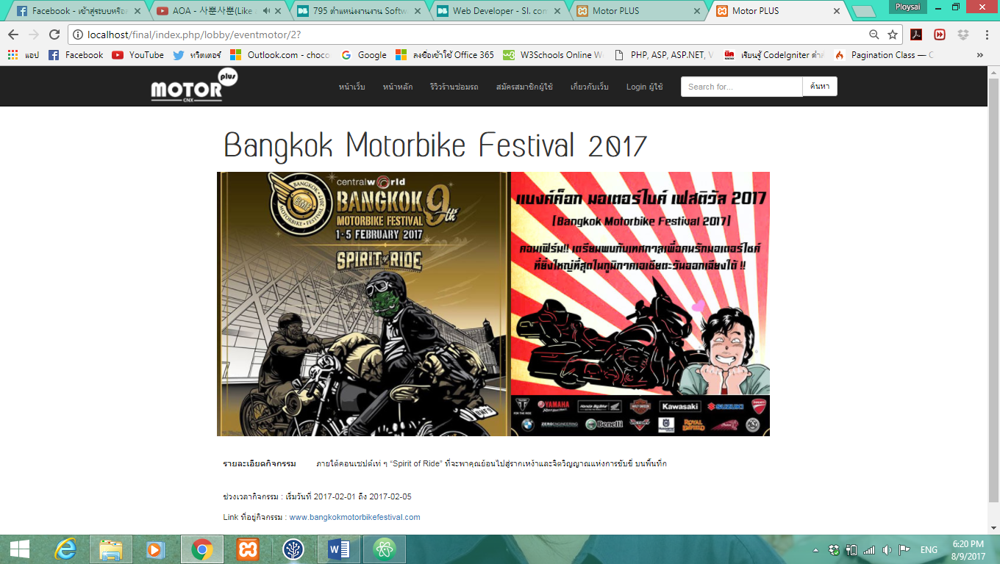 Ploysai
Facebook - เข้าสู่ระบบหรือ
AOA - 사뿐사뿐(Like
795 ตำแหน่งงานงาน Softw
Web Developer - SI. com
Motor PLUS
Motor PLUS
localhost/final/index.php/lobby/eventmotor/2?
แอป
Facebook
YouTube
ทวิตเตอร์
Outlook.com - choco
Google
ลงชื่อเข้าใช้ Office 365
W3Schools Online W
PHP, ASP, ASP.NET, V
เรียนรู้ CodeIgniter
Pagination Class — C
»
MOTOR plus
CNX
หน้าเว็บ
หน้าหลัก
รีวิวร้านซ่อมรถ
สมัครสมาชิกผู้ใช้
เกี่ยวกับเว็บ
Login ผู้ใช้
Search for...
ค้นหา
Bangkok Motorbike Festival 2017
BANGKOK
BMF
MOTORBIKE FESTIVAL 2017
centralworld
BANGKOK 9th
MOTORBIKE FESTIVAL
1-5 FEBRUARY 2017
SPIRIT of RIDE
แบงค์ค็อก มอเตอร์ไบค์ เฟสติวัล 2017
[Bangkok Motorbike Festival 2017]
คอนเฟิร์ม!! เตรียมพบกับเทศกาลเพื่อคนรักมอเตอร์ไซค์
ที่ยิ่งใหญ่ที่สุดในภูมิภาคเอเชียตะวันออกเฉียงใต้ !!
TRIUMPH
FOR THE RIDE
YAMAHA
Honda BigBike
HARLEY-DAVIDSON
Kawasaki
SUZUKI
DUCATI
BMW
ZEROENGINEERING
Benelli
Husqvarna
ROYAL ENFIELD
Indian
รายละเอียดกิจกรรม ภายใต้คอนเซปต์เท่ ๆ “Spirit of Ride” ที่จะพาคุณย้อนไปสู่รากเหง้าและจิตวิญญาณแห่งการขับขี่ บนพื้นที่ก
ช่วงเวลากิจกรรม : เริ่มวันที่ 2017-02-01 ถึง 2017-02-05
Link ที่อยู่กิจกรรม : www.bangkokmotorbikefestival.com
ENG
6:20 PM
8/9/2017